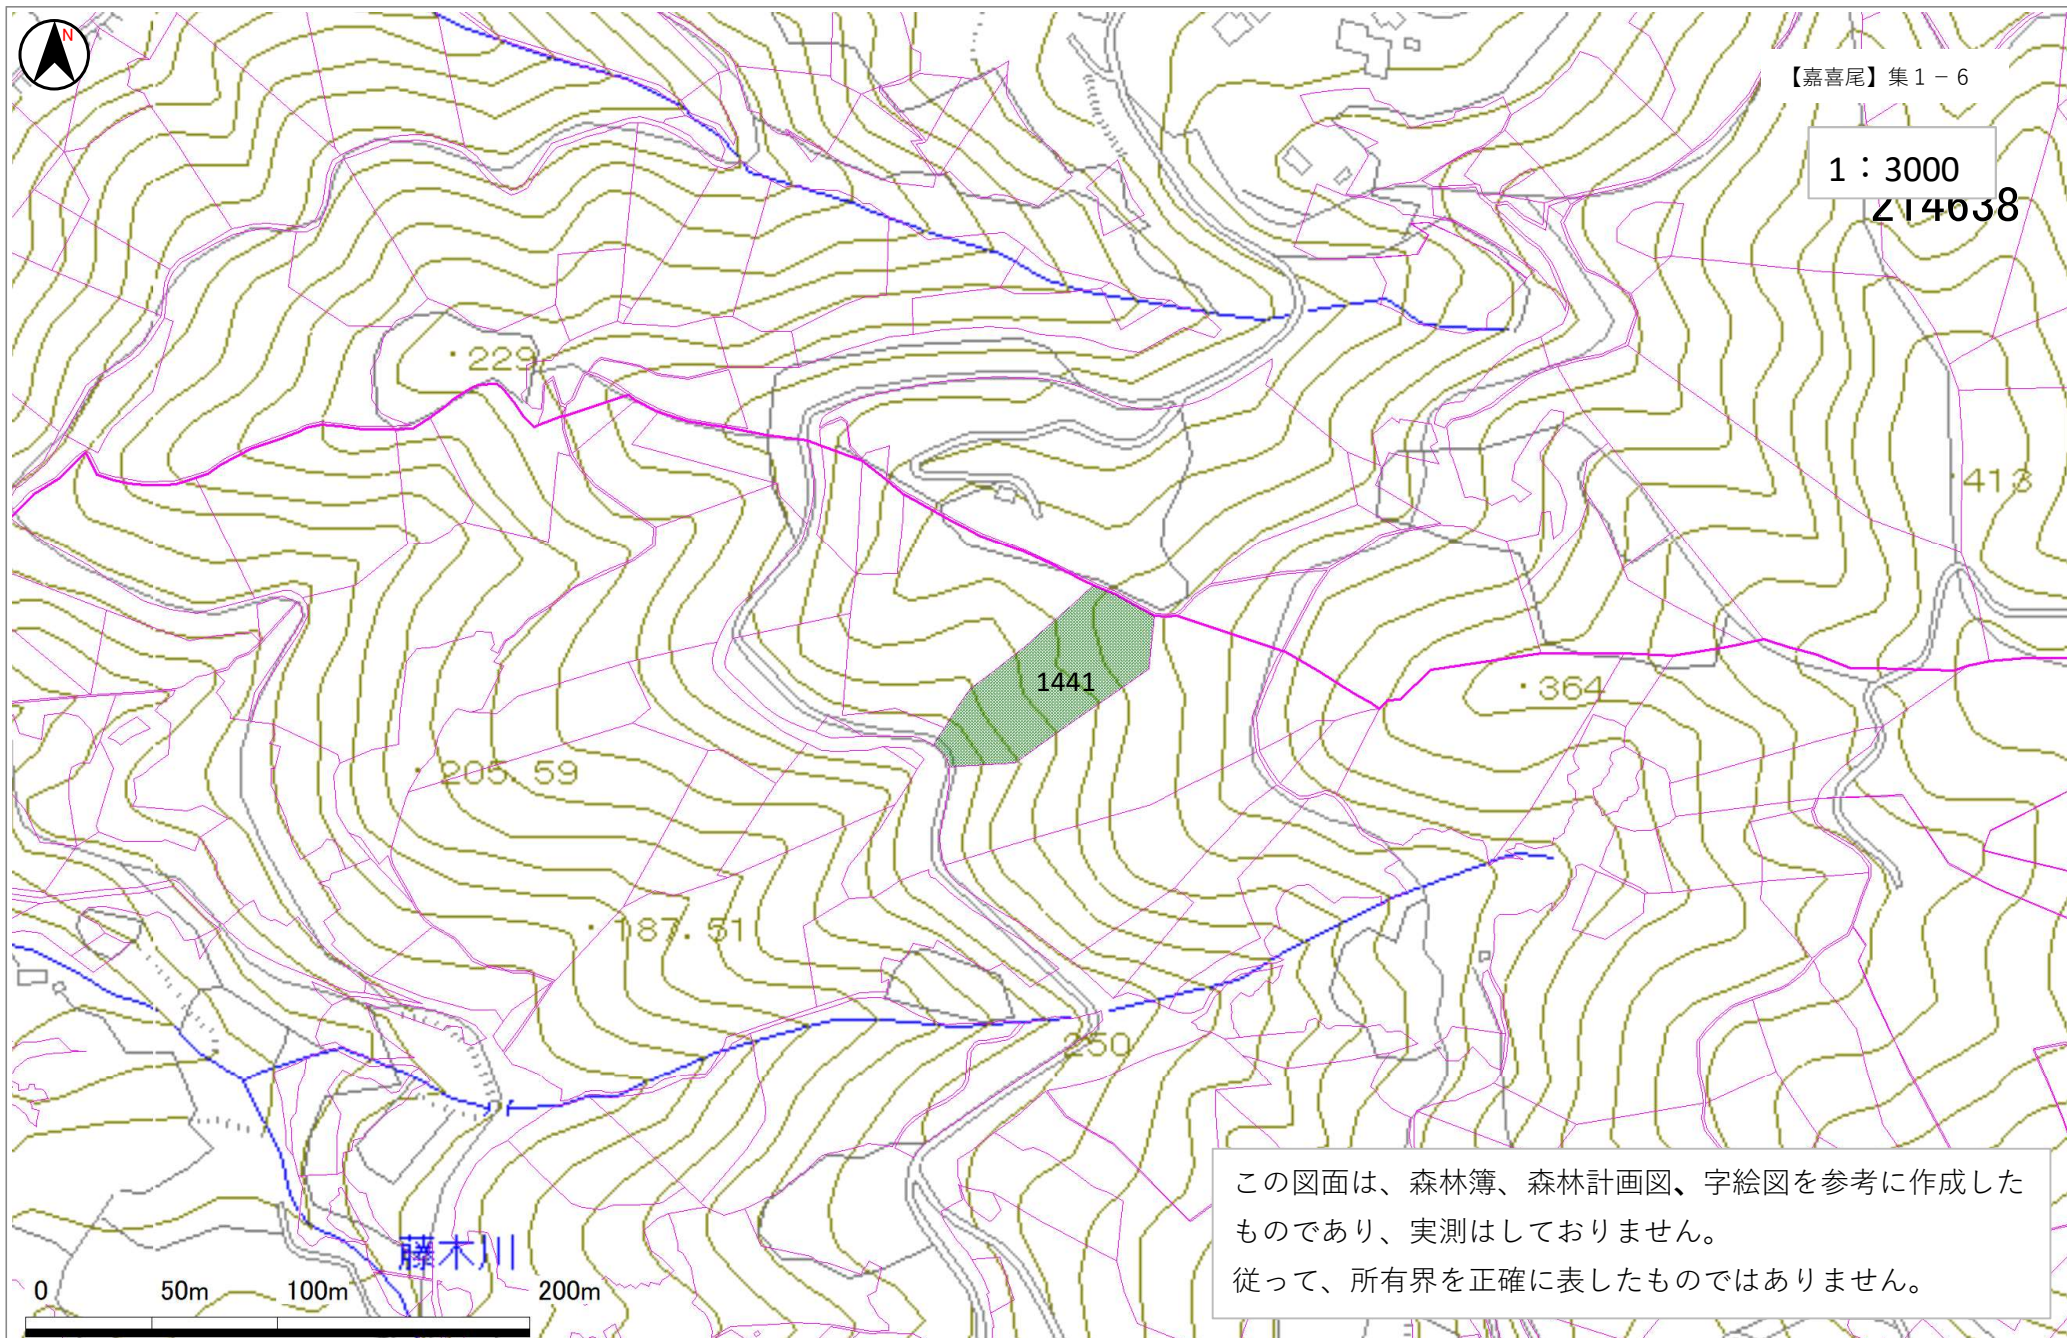 N
【嘉喜尾】集１－６
1：3000
214638
229
413
1441
364
205.59
187.51
250
この図面は、森林簿、森林計画図、字絵図を参考に作成した
ものであり、実測はしておりません。
従って、所有界を正確に表したものではありません。
藤木川
0 50m 100m 200m